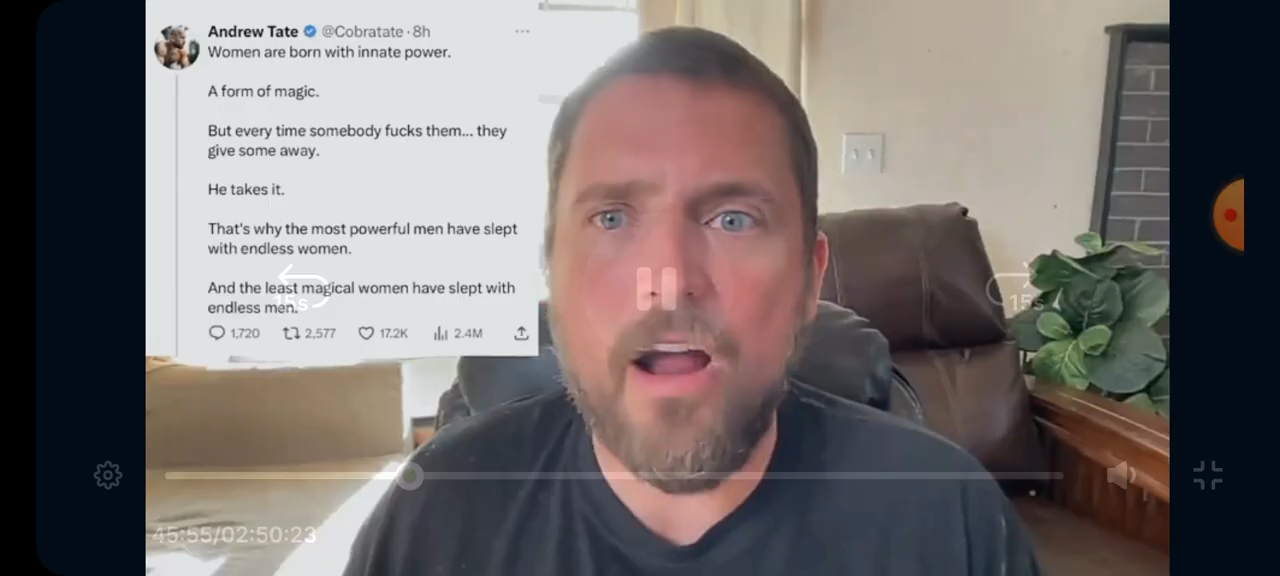 Andrew Tate @Cobratate · 8h
Women are born with innate power.
A form of magic.
But every time somebody fucks them... they
give some away.
He takes it.
That's why the most powerful men have slept
with endless women.
And the least magical women have slept with
endless men.
1,720 2,577 17.2K 2.4M
15s
15s
45:55/02:50:23